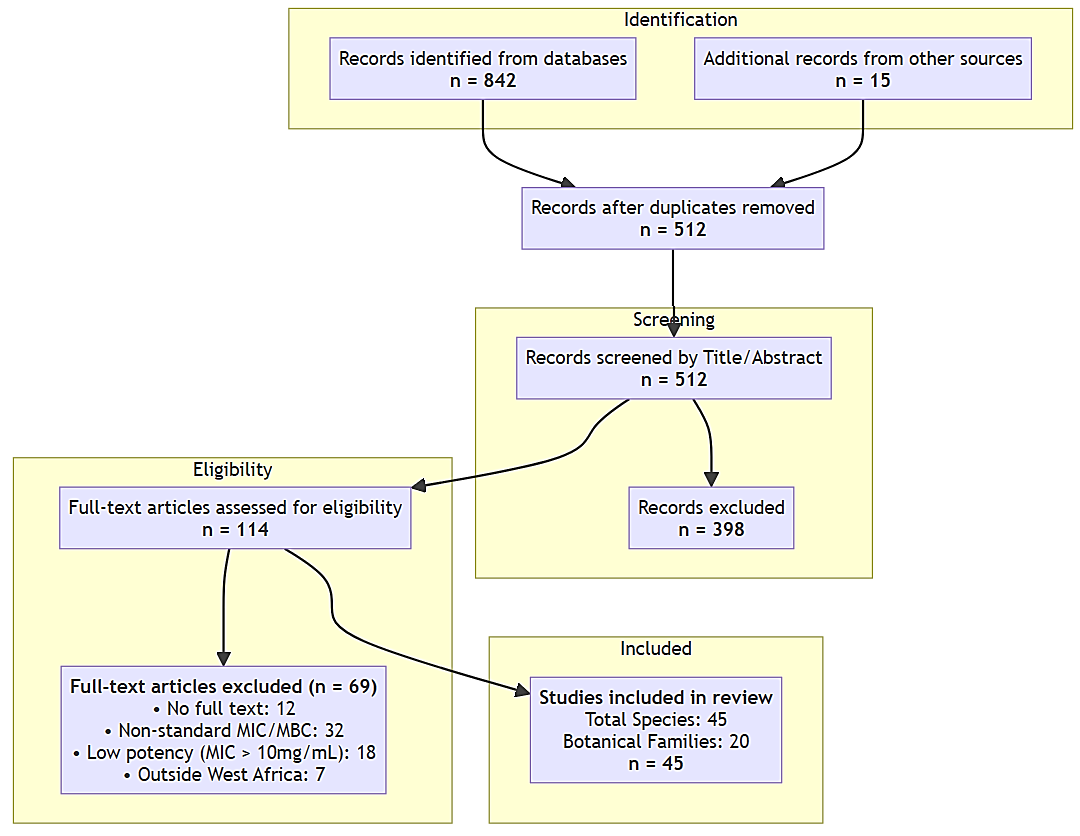 Identification
Records identified from databases
n = 842
Additional records from other sources
n = 15
Records after duplicates removed
n = 512
Screening
Records screened by Title/Abstract
n = 512
Records excluded
n = 398
Eligibility
Full-text articles assessed for eligibility
n = 114
Full-text articles excluded (n = 69)
• No full text: 12
• Non-standard MIC/MBC: 32
• Low potency (MIC > 10mg/mL): 18
• Outside West Africa: 7
Included
Studies included in review
Total Species: 45
Botanical Families: 20
n = 45